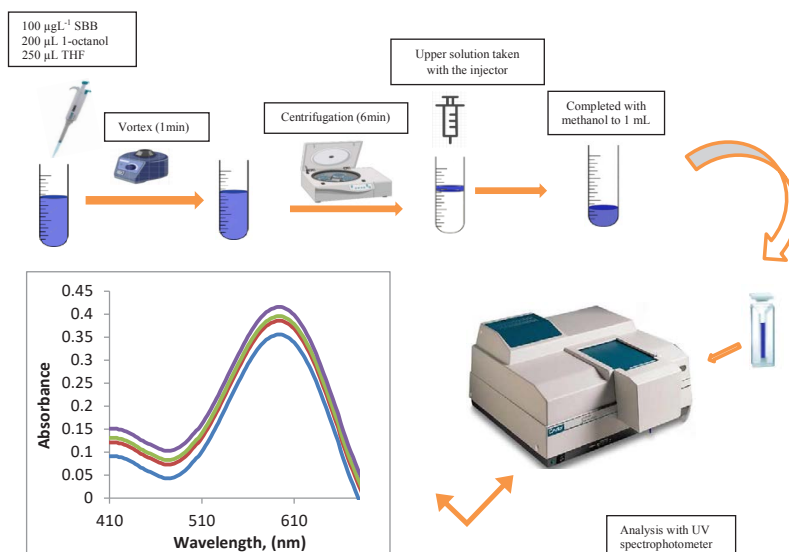 100 µgL⁻¹ SBB
200 µL 1-octanol
250 µL THF
Vortex (1min)
Centrifugation (6min)
Upper solution taken
with the injector
Completed with
methanol to 1 mL
0.45
0.4
0.35
0.3
0.25
0.2
0.15
0.1
0.05
0
Absorbance
410
510
610
Wavelength, (nm)
Analysis with UV
spectrophotometer